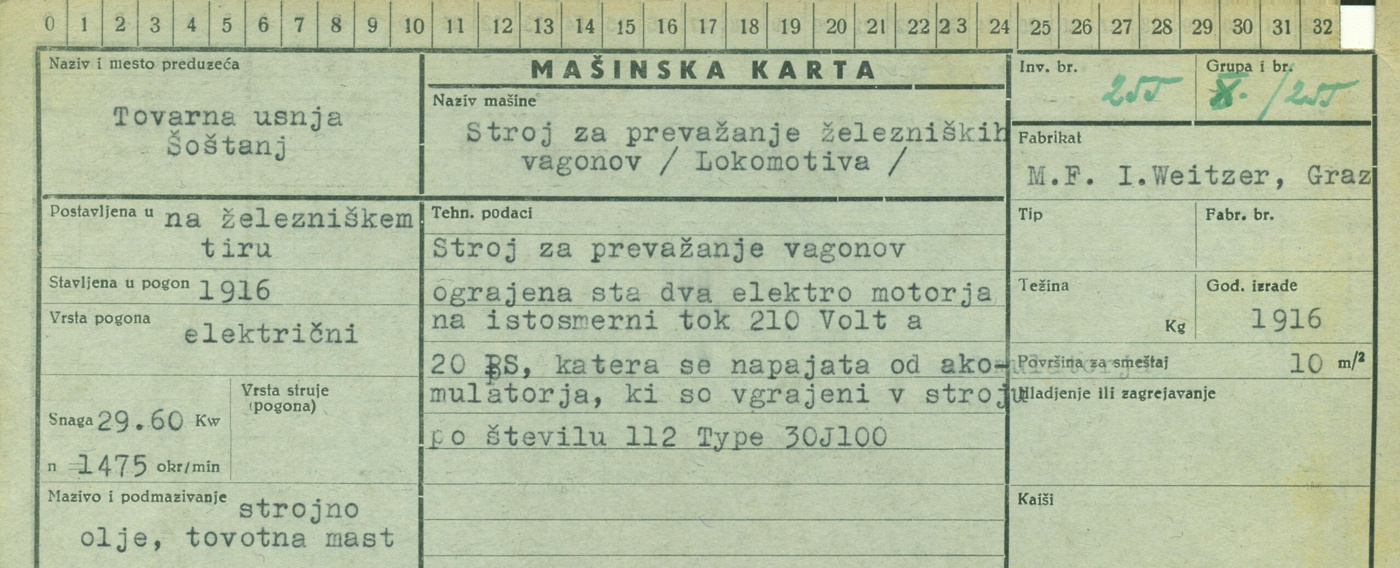 0 1 2 3 4 5 6 7 8 9 10 11 12 13 14 15 16 17 18 19 20 21 22 23 24 25 26 27 28 29 30 31 32
Naziv i mesto preduzeća
Tovarna usnja
Šoštanj
MAŠINSKA KARTA
Naziv mašine
Stroj za prevažanje železniških
vagonov / Lokomotiva /
Inv. br.
255
Grupa i br.
X. /255
Fabrikat
M.F. I.Weitzer, Graz
Postavljena u na železniškem
tiru
Stavljena u pogon 1916
Vrsta pogona
električni
Snaga 29.60 Kw
Vrsta struje
(pogona)
n 1475 okr/min
Mazivo i podmazivanje strojno
olje, tovotna mast
Tehn. podaci
Stroj za prevažanje vagonov
ograjena sta dva elektro motorja
na istosmerni tok 210 Volt a
20 PS, katera se napajata od ako-
mulatorja, ki so vgrajeni v stroju
po številu 112 Type 30J100
Tip
Fabr. br.
Težina
Kg
God. izrade
1916
Površina za smeštaj 10 m/²
Hladjenje ili zagrejavanje
Kaiši